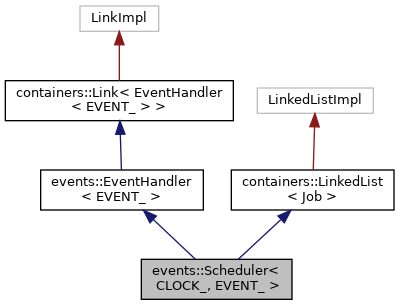 LinkImpl
containers::Link< EventHandler
< EVENT_ > >
LinkedListImpl
events::EventHandler
< EVENT_ >
containers::LinkedList
< Job >
events::Scheduler<
CLOCK_, EVENT_ >